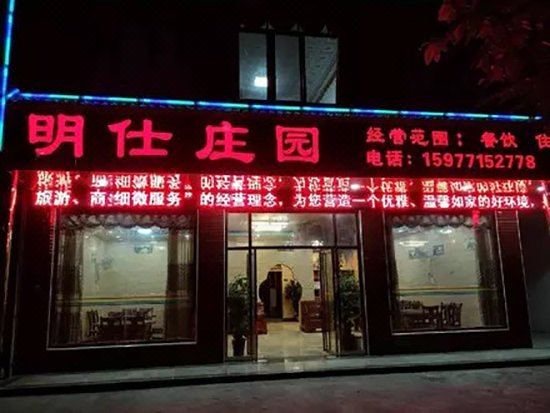 明仕庄园
经营范围：餐饮 住
电话：15977152778
旅游、商 细微服务”的经营理念，为您营造一个优雅、温馨如家的好环境，